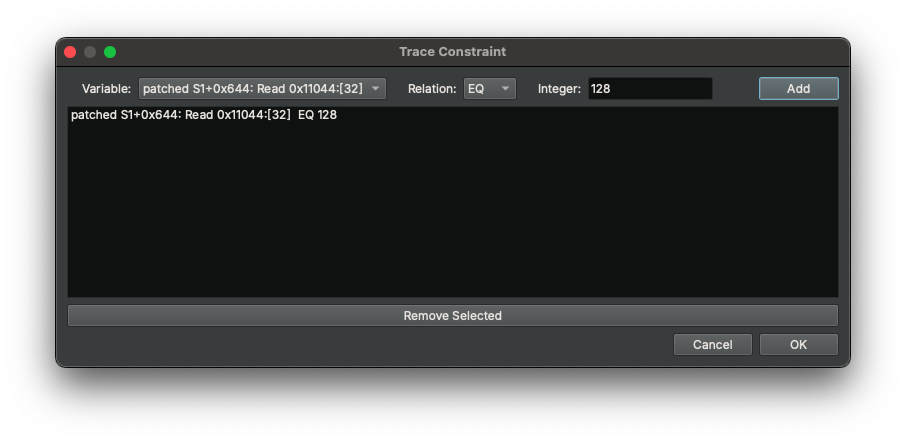 Trace Constraint
Variable: patched S1+0x644: Read 0x11044:[32] Relation: EQ Integer: 128 Add
patched S1+0x644: Read 0x11044:[32]  EQ 128
Remove Selected
Cancel OK